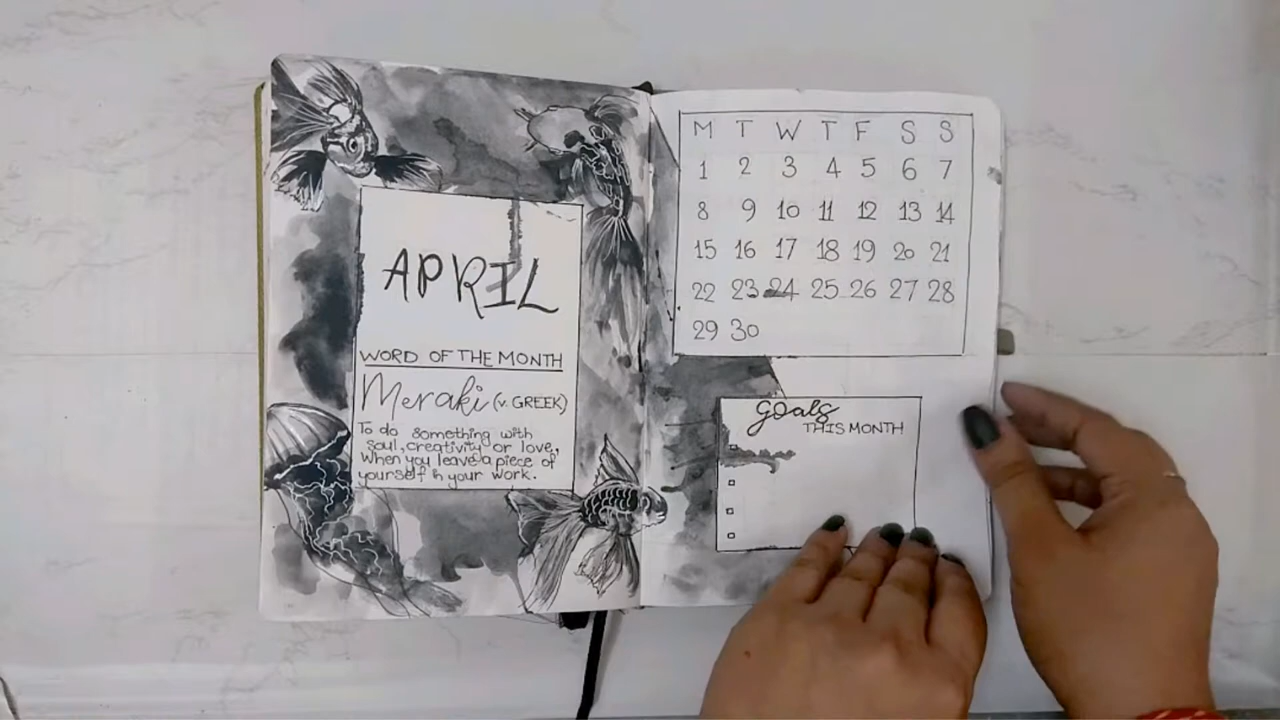 APRIL
WORD OF THE MONTH
Meraki (v. GREEK)
To do something with
soul, creativity or love,
when you leave a piece of
yourself in your work.
M T W T F S S
1 2 3 4 5 6 7
8 9 10 11 12 13 14
15 16 17 18 19 20 21
22 23 24 25 26 27 28
29 30
goals
THIS MONTH